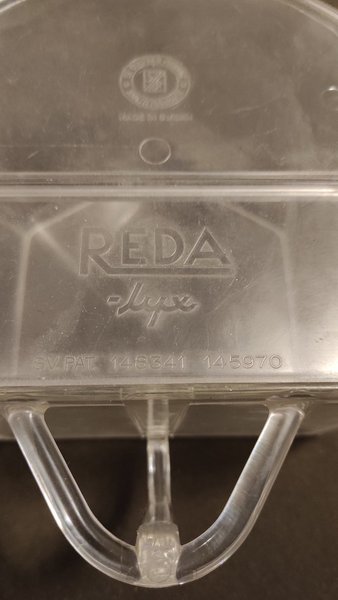 MADE IN SWEDEN
REDA
-lyx
SV. PAT. 146341 145970